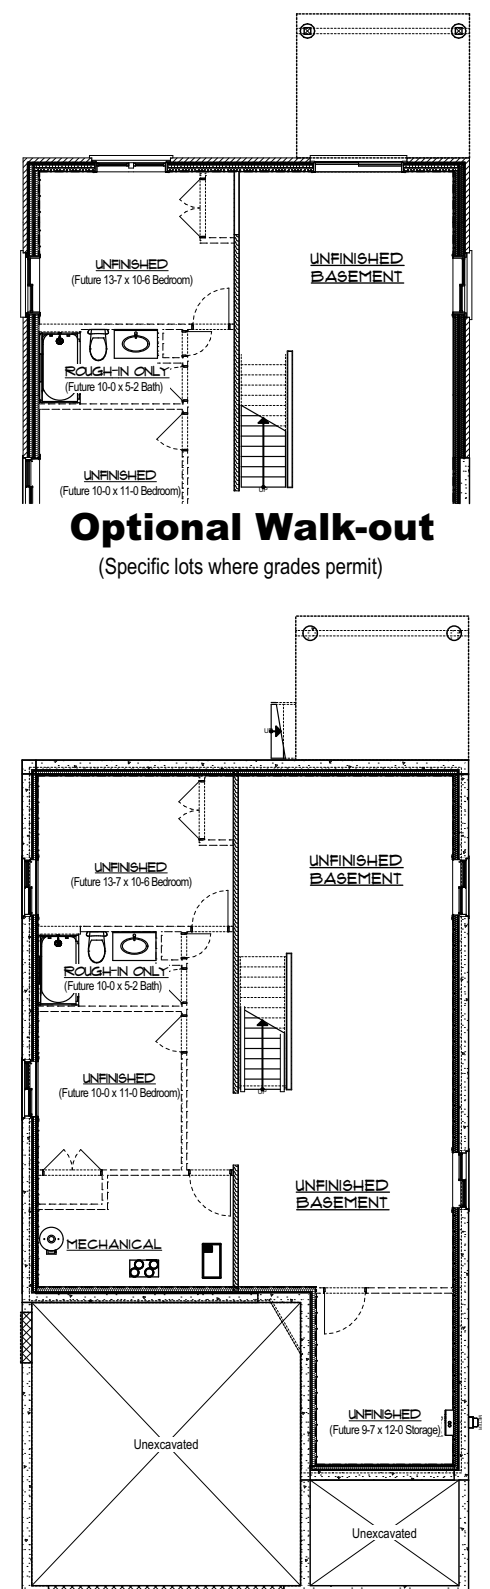 UNFINISHED
(Future 13-7 x 10-6 Bedroom)
UNFINISHED
BASEMENT
ROUGH-IN ONLY
(Future 10-0 x 5-2 Bath)
UNFINISHED
(Future 10-0 x 11-0 Bedroom)
UP
Optional Walk-out
(Specific lots where grades permit)
UP
UNFINISHED
(Future 13-7 x 10-6 Bedroom)
UNFINISHED
BASEMENT
ROUGH-IN ONLY
(Future 10-0 x 5-2 Bath)
UNFINISHED
(Future 10-0 x 11-0 Bedroom)
UP
UNFINISHED
BASEMENT
MECHANICAL
UNFINISHED
(Future 9-7 x 12-0 Storage)
Unexcavated
Unexcavated